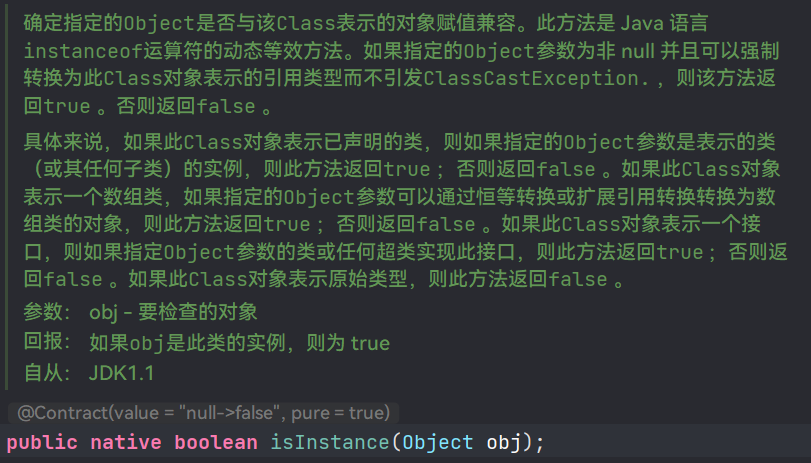 确定指定的Object是否与该Class表示的对象赋值兼容。此方法是 Java 语言
instanceof运算符的动态等效方法。如果指定的Object参数为非 null 并且可以强制
转换为此Class对象表示的引用类型而不引发ClassCastException. ，则该方法返
回true 。否则返回false 。
具体来说，如果此Class对象表示已声明的类，则如果指定的Object参数是表示的类
（或其任何子类）的实例，则此方法返回true ；否则返回false 。如果此Class对象
表示一个数组类，如果指定的Object参数可以通过恒等转换或扩展引用转换转换为数
组类的对象，则此方法返回true ；否则返回false 。如果此Class对象表示一个接
口，则如果指定Object参数的类或任何超类实现此接口，则此方法返回true ；否则返
回false 。如果此Class对象表示原始类型，则此方法返回false 。
参数： obj – 要检查的对象
回报： 如果obj是此类的实例，则为 true
自从： JDK1.1
@Contract(value = "null->false", pure = true)
public native boolean isInstance(Object obj);